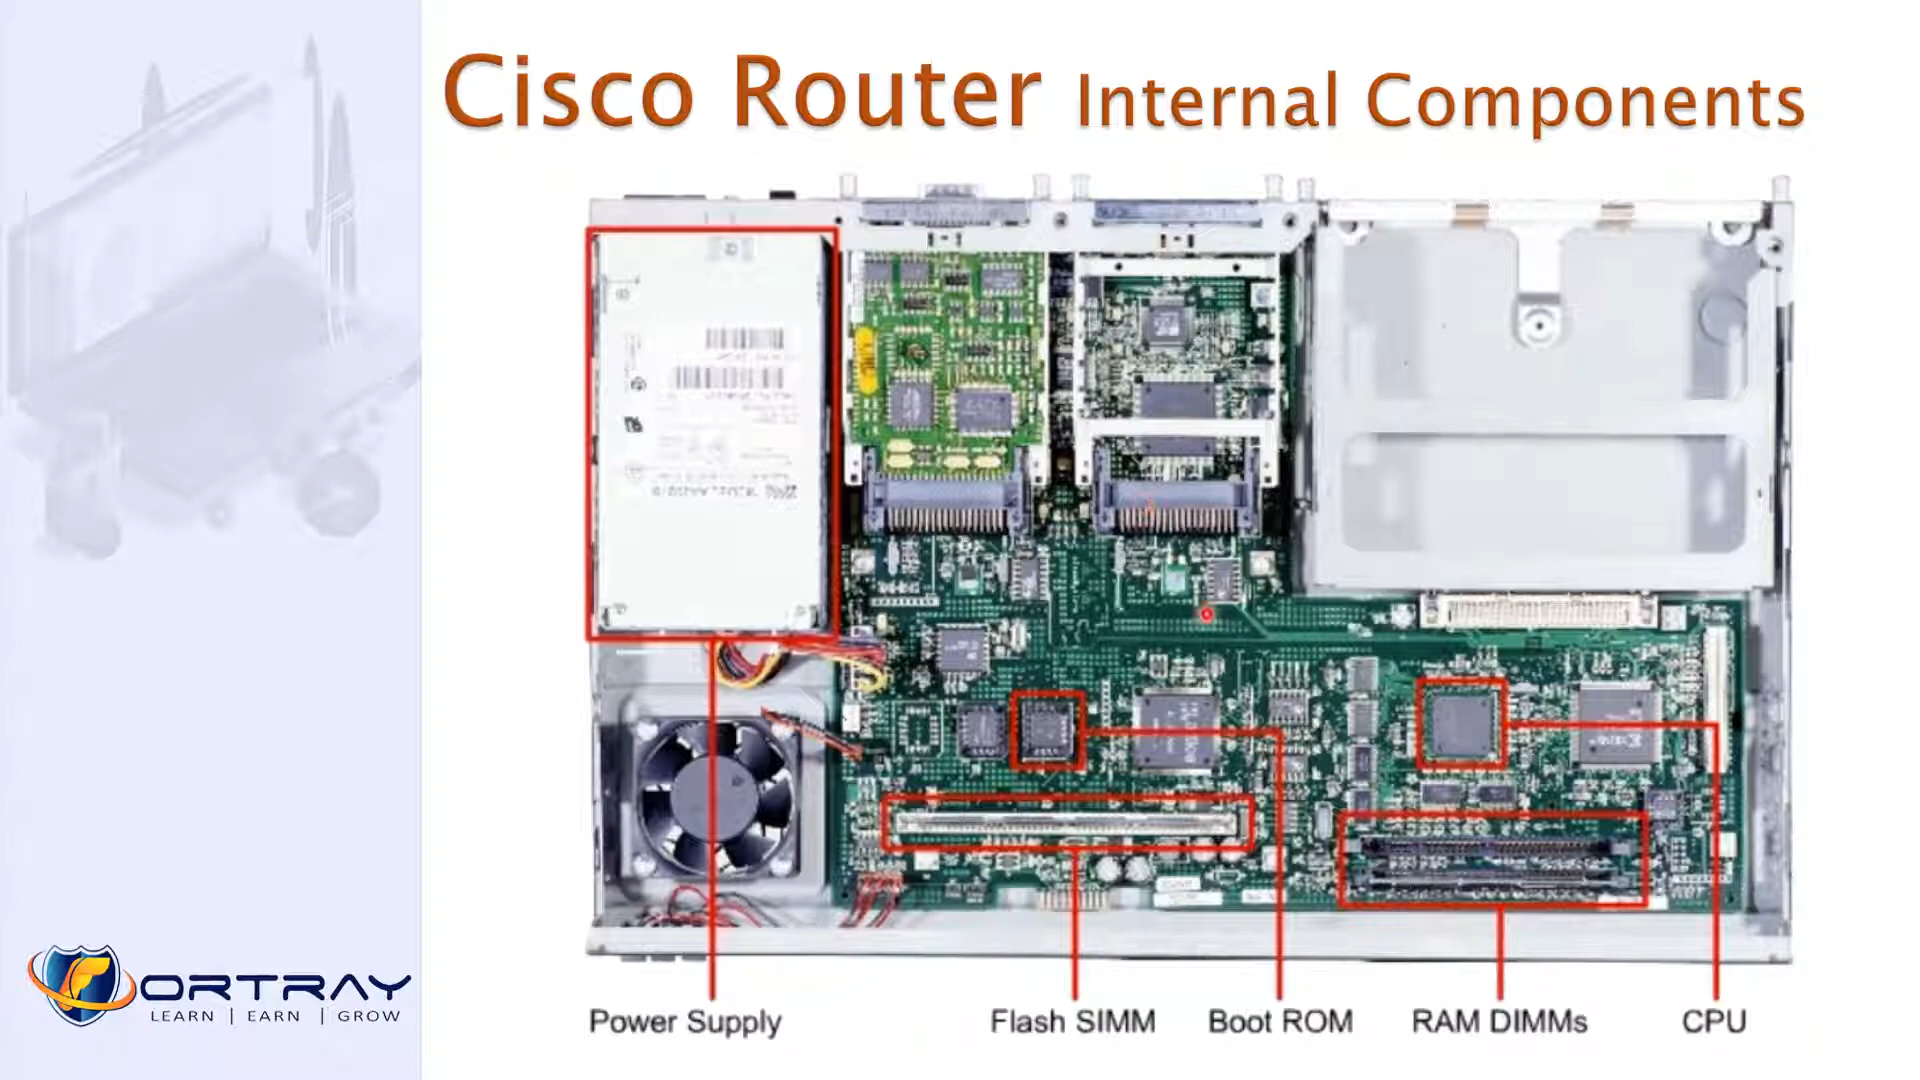 Cisco Router Internal Components
ORTRAY
LEARN | EARN | GROW
Power Supply
Flash SIMM
Boot ROM
RAM DIMMs
CPU